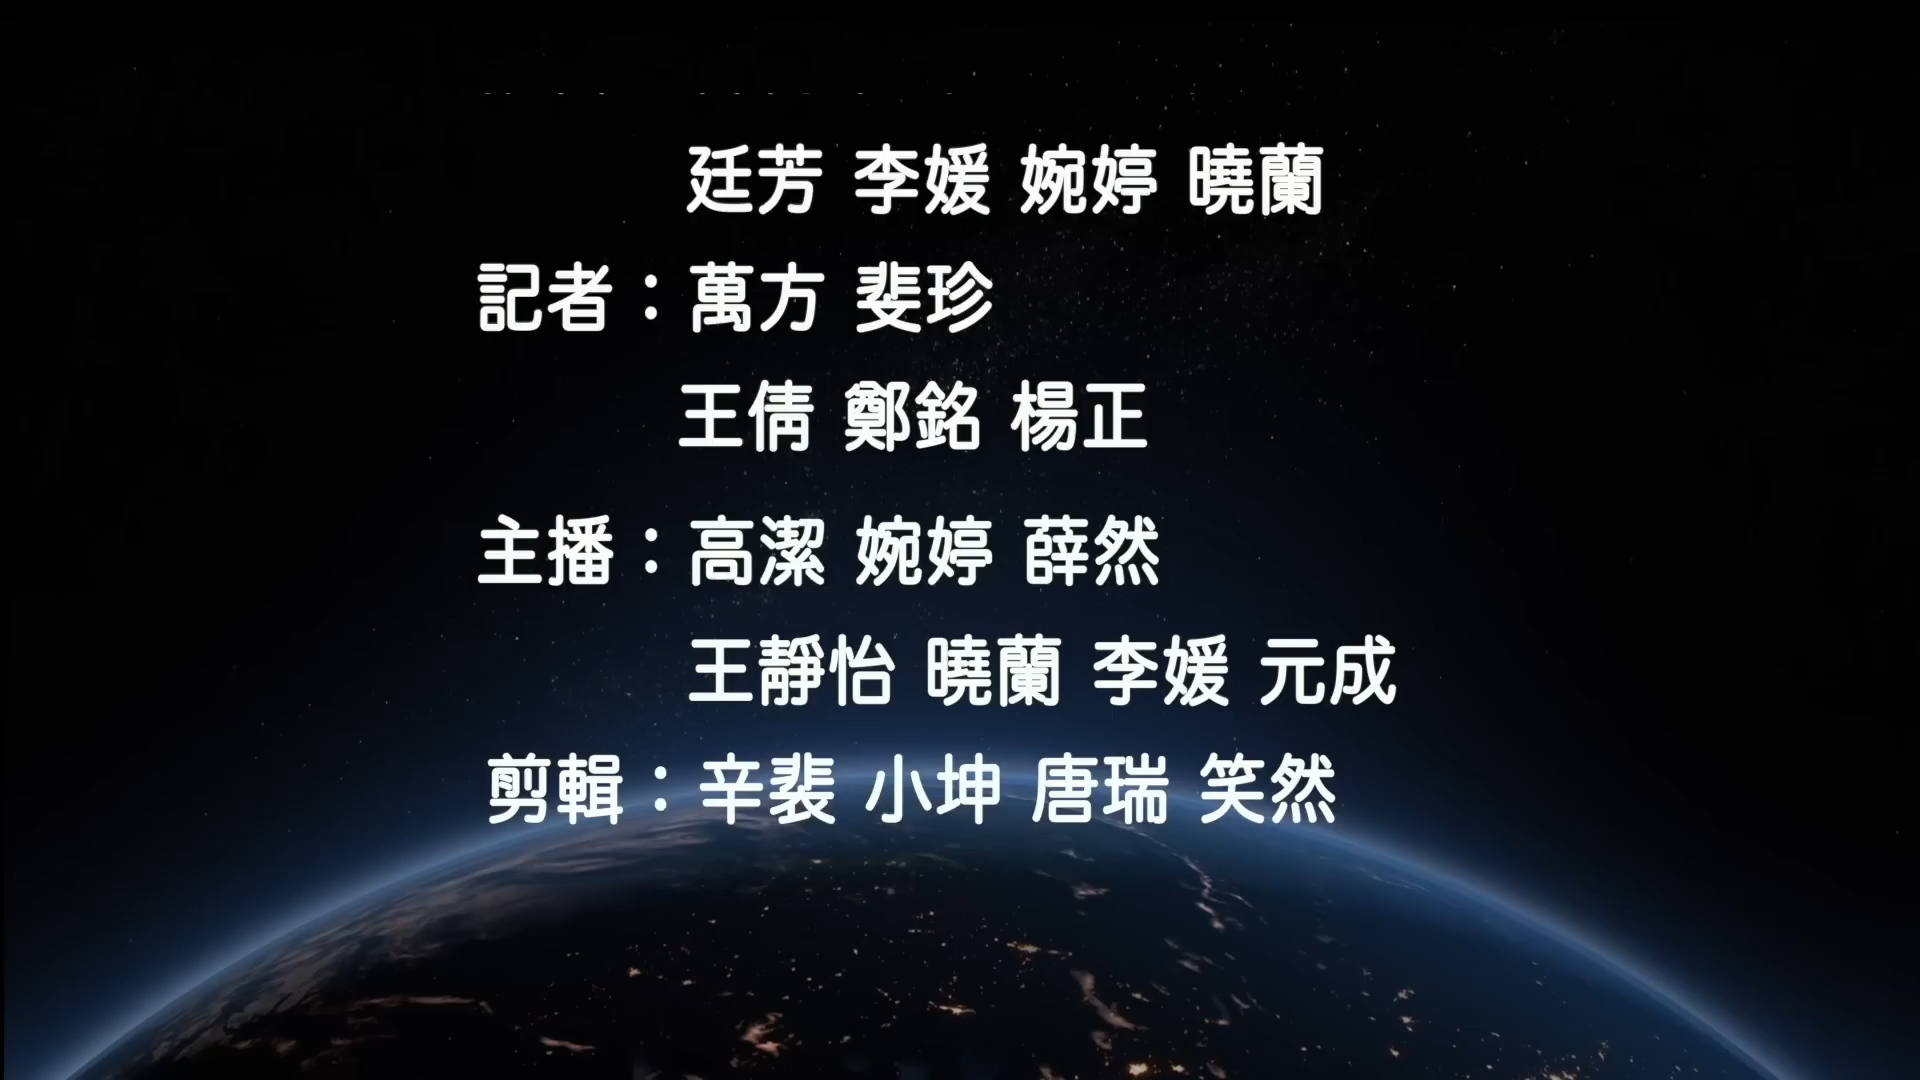 廷芳 李媛 婉婷 曉蘭
記者：萬方 斐珍
王倩 鄭銘 楊正
主播：高潔 婉婷 薛然
王靜怡 曉蘭 李媛 元成
剪輯：辛裴 小坤 唐瑞 笑然